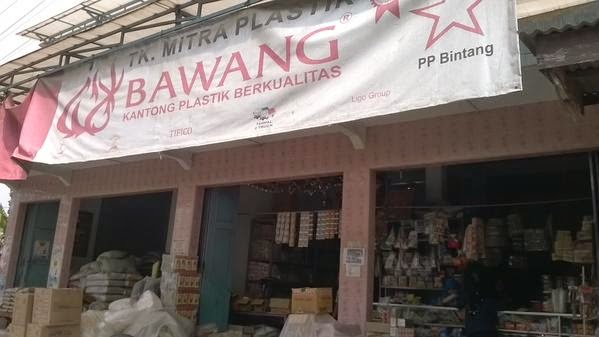 TK. MITRA PLASTIK
BAWANG®
KANTONG PLASTIK BERKUALITAS
PP Bintang
TIFICO
Ligo Group